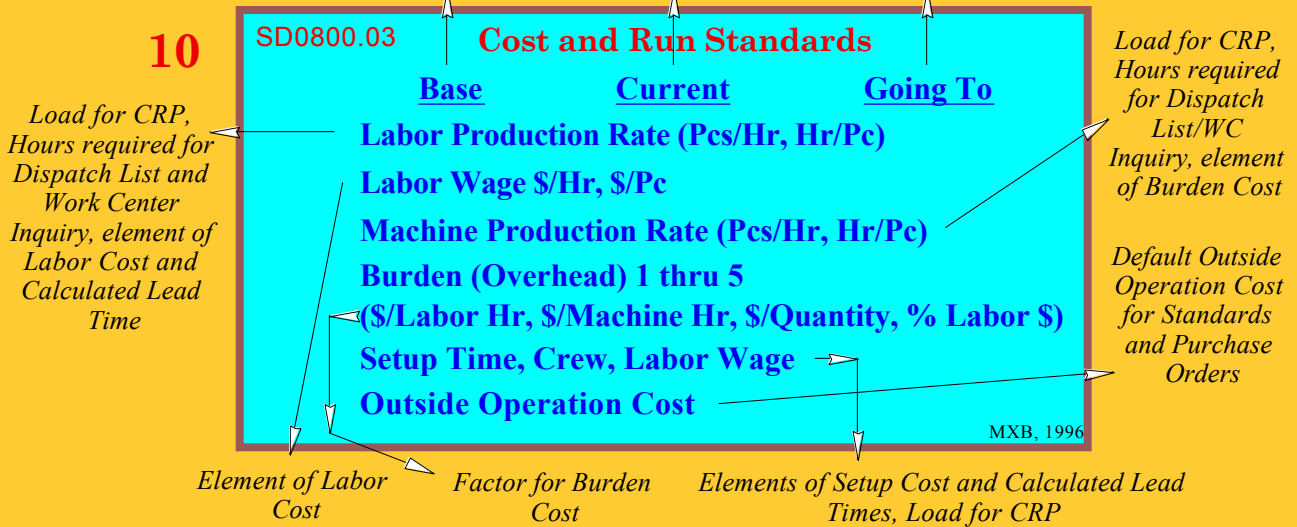 10
SD0800.03
Cost and Run Standards
Base Current Going To
Labor Production Rate (Pcs/Hr, Hr/Pc)
Labor Wage $/Hr, $/Pc
Machine Production Rate (Pcs/Hr, Hr/Pc)
Burden (Overhead) 1 thru 5
($/Labor Hr, $/Machine Hr, $/Quantity, % Labor $)
Setup Time, Crew, Labor Wage
Outside Operation Cost
MXB, 1996
Load for CRP,
Hours required for
Dispatch List and
Work Center
Inquiry, element of
Labor Cost and
Calculated Lead
Time
Load for CRP,
Hours required
for Dispatch
List/WC
Inquiry, element
of Burden Cost
Default Outside
Operation Cost
for Standards
and Purchase
Orders
Element of Labor
Cost
Factor for Burden
Cost
Elements of Setup Cost and Calculated Lead
Times, Load for CRP